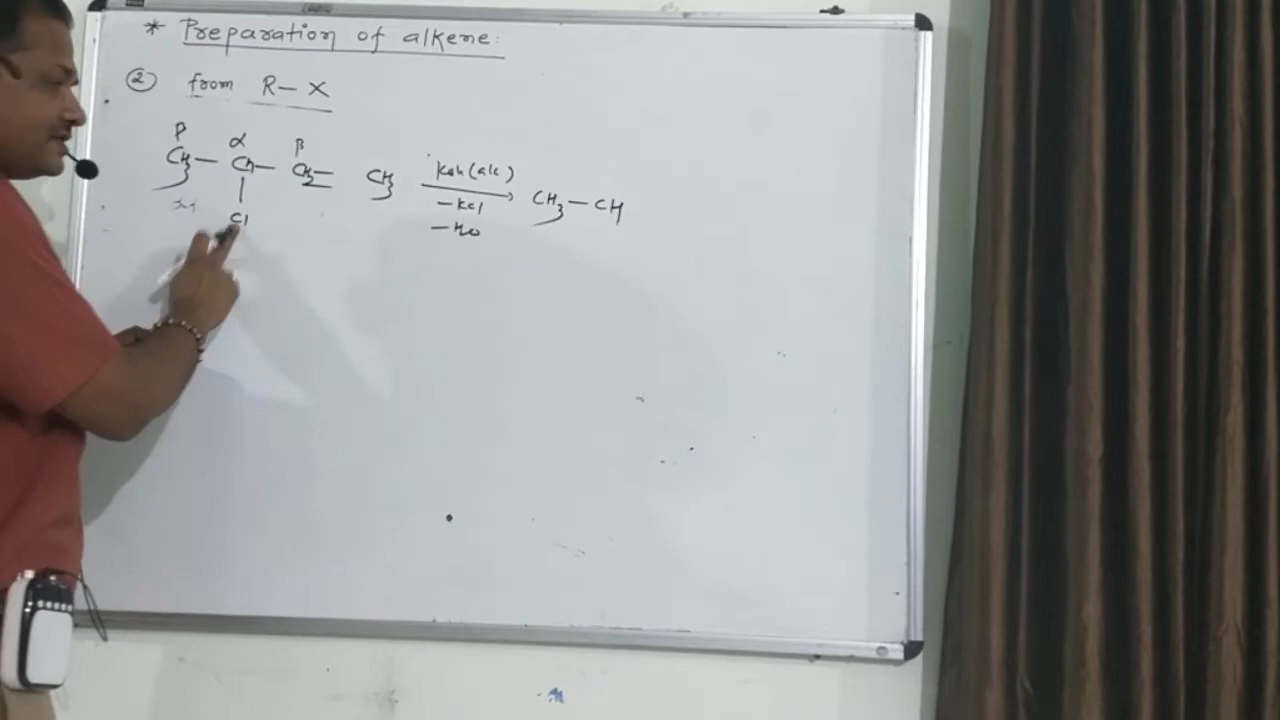 * Preparation of alkene:
② from R—X
β α β
CH3—CH—CH2—CH3 KOH(alc) CH3—CH
Cl —KCl
—H2O